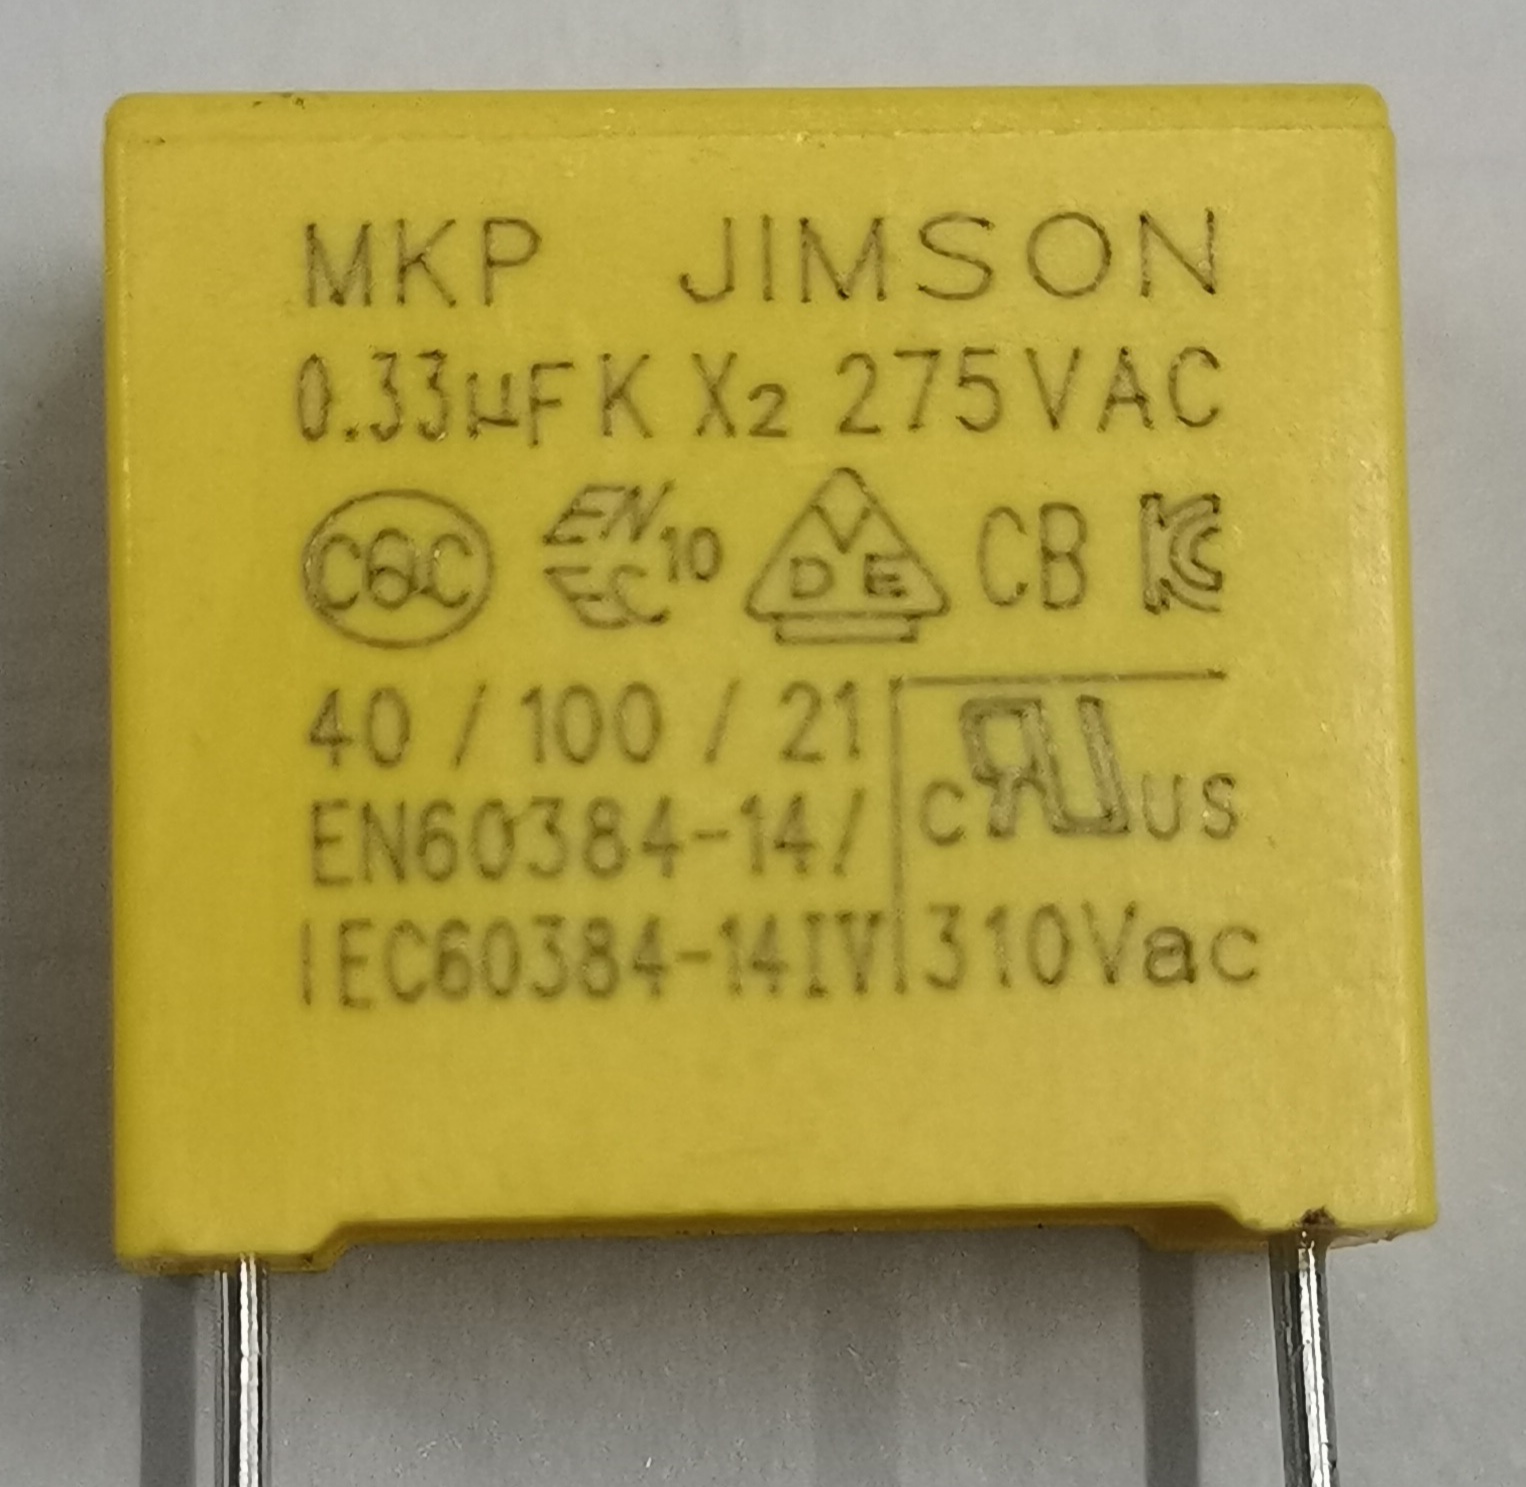 MKP JIMSON
0.33µF K X2 275VAC
CQC EN EC 10 VDE CB KC
40 / 100 / 21
EN60384-14/
IEC60384-14IV
c RU US
310Vac